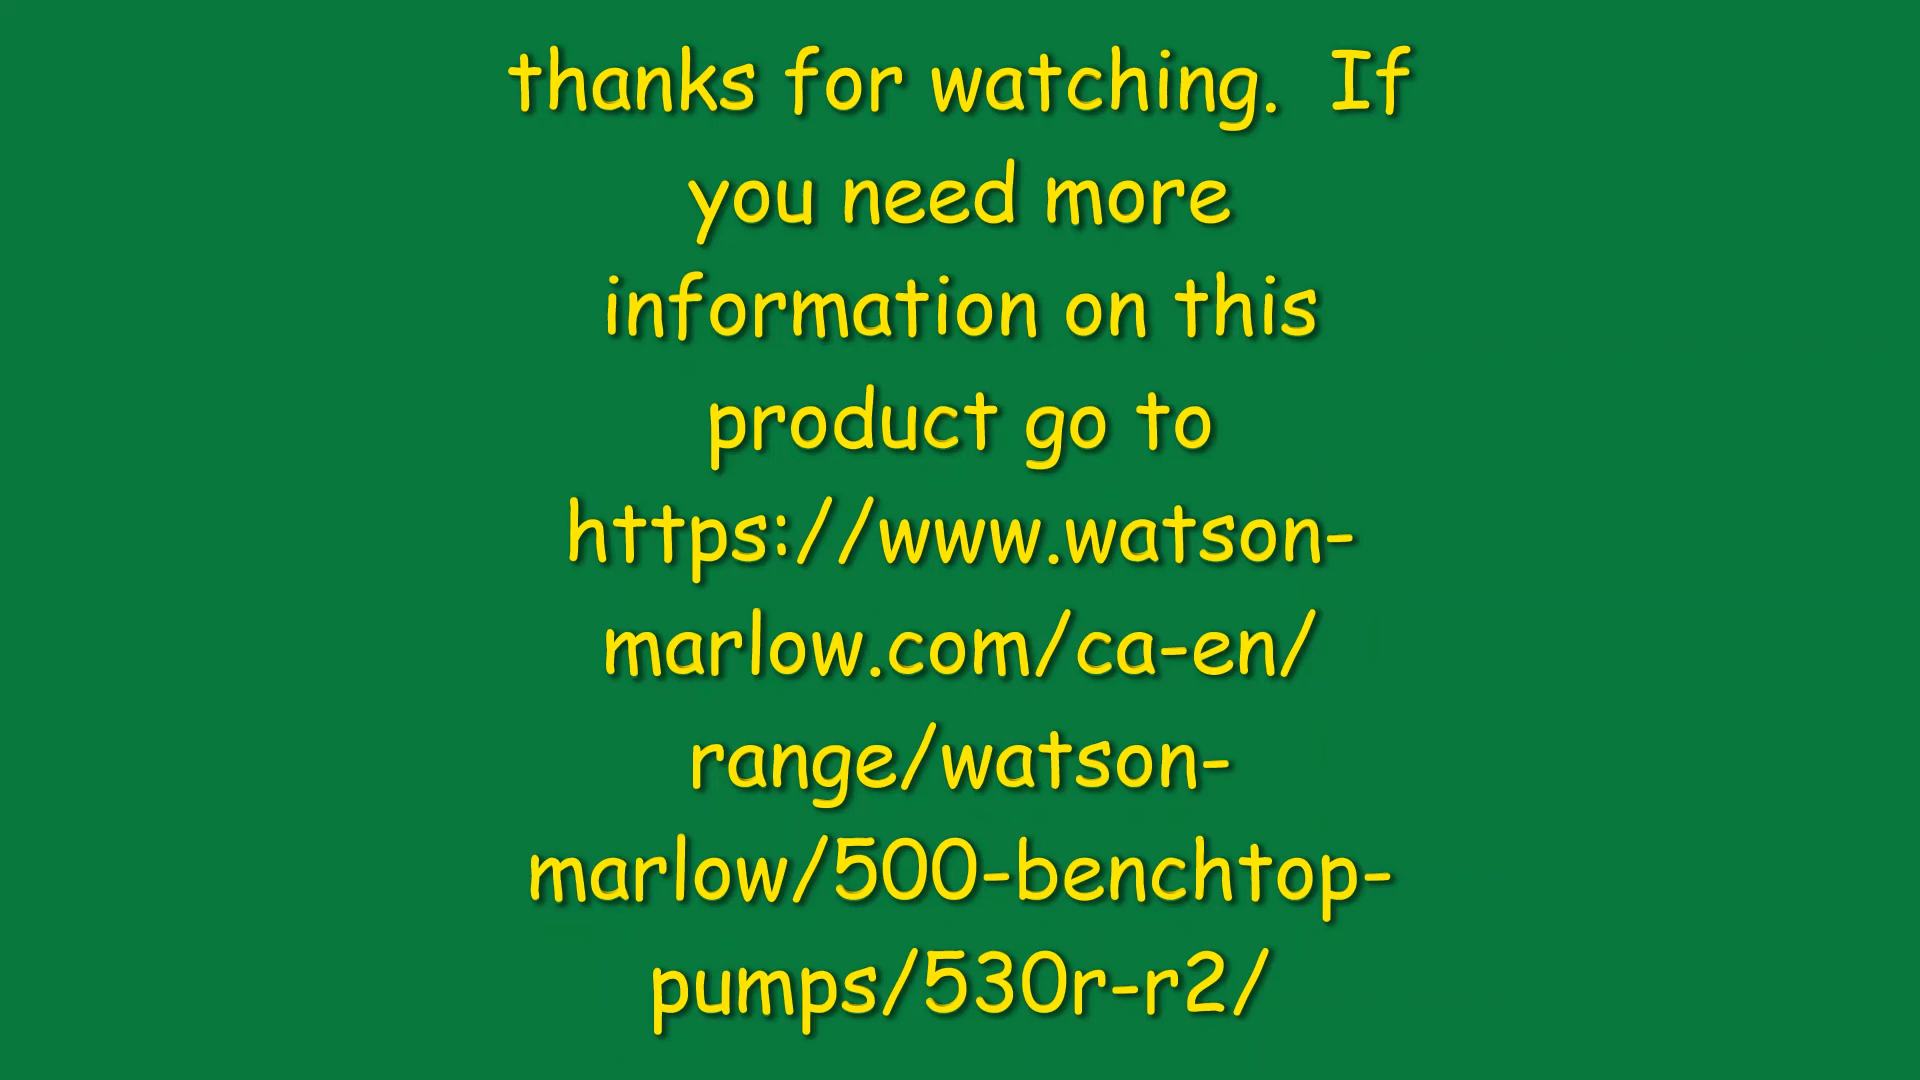 thanks for watching.  If
you need more
information on this
product go to
https://www.watson-
marlow.com/ca-en/
range/watson-
marlow/500-benchtop-
pumps/530r-r2/